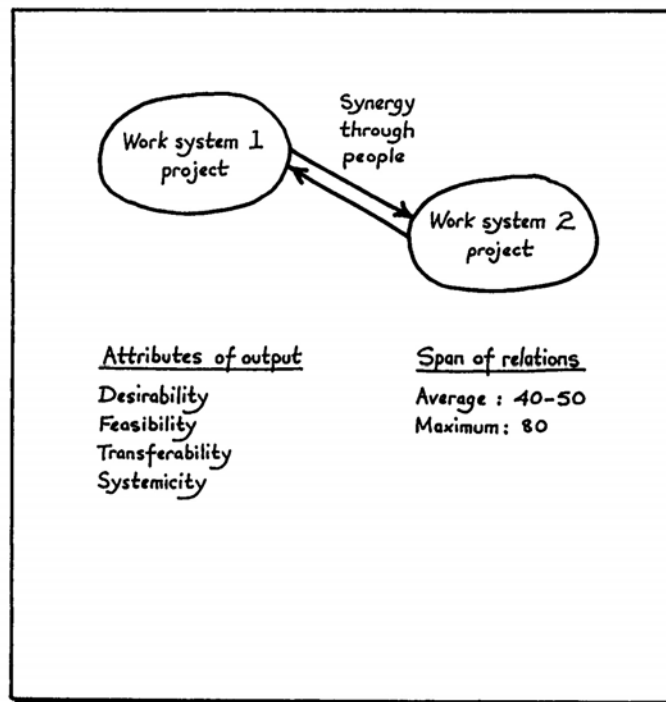 Work system 1
project
Synergy
through
people
Work system 2
project
Attributes of output
Desirability
Feasibility
Transferability
Systemicity
Span of relations
Average : 40-50
Maximum : 80